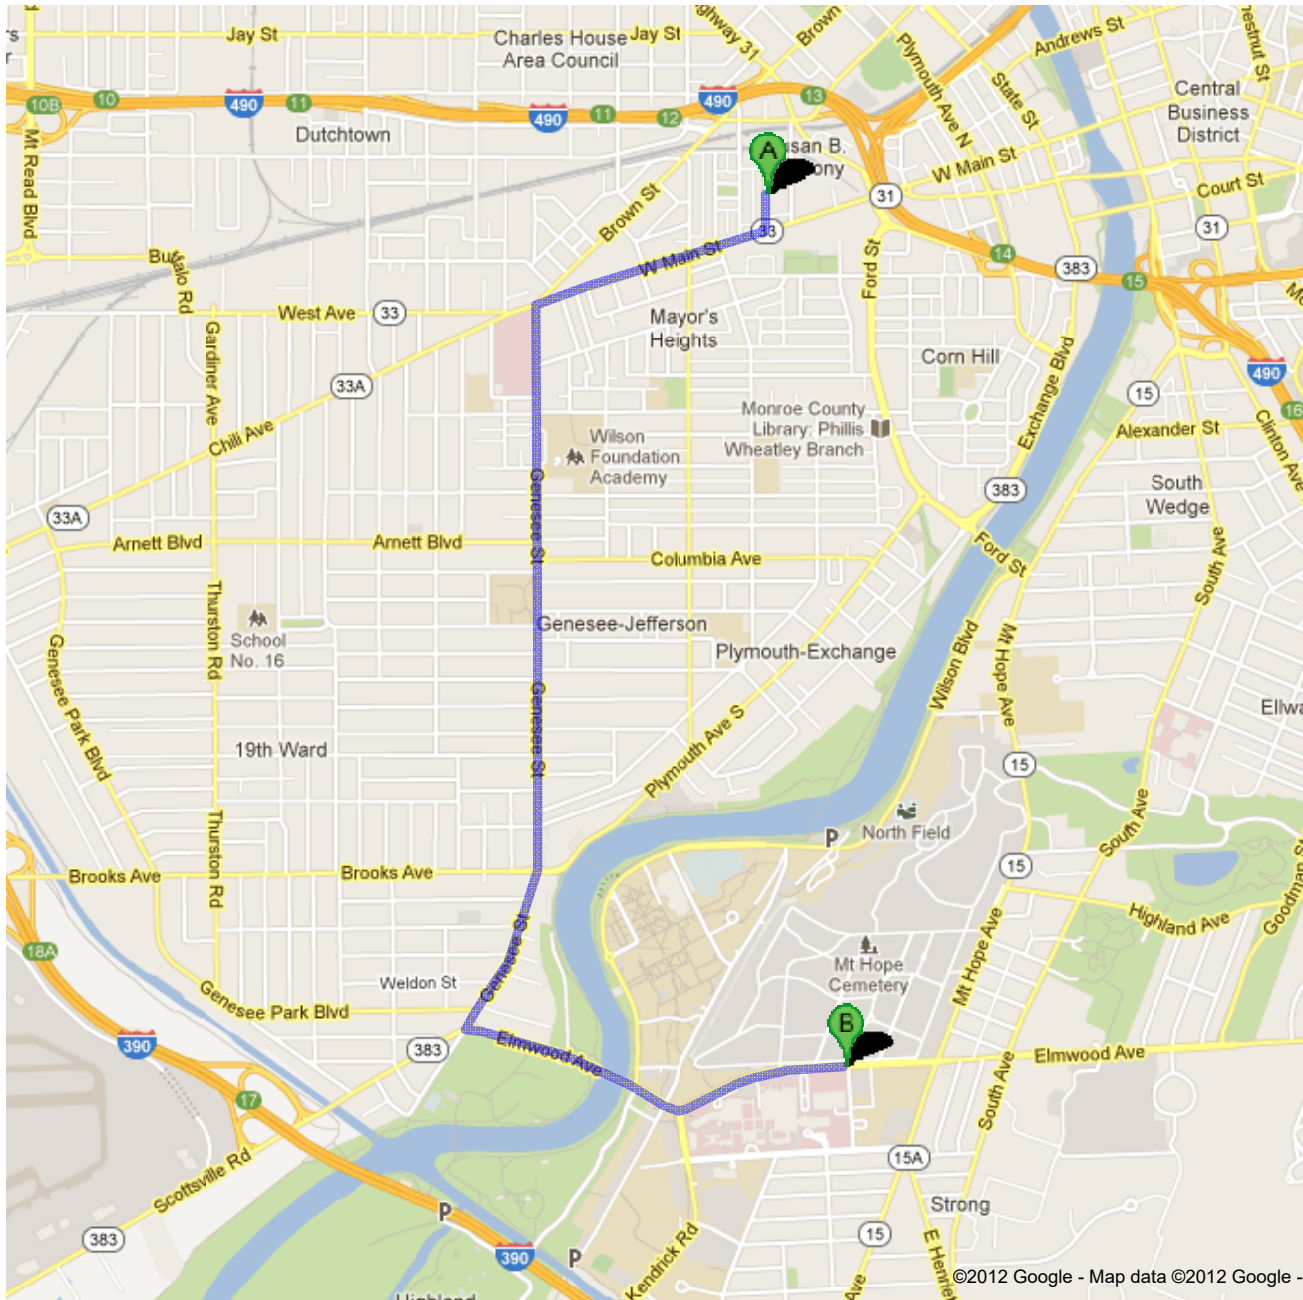 Jay St
Charles House
Area Council
Jay St
Brown
Andrews St
Plymouth Ave N
State St
Central
Business
District
10B
10
490
11
490
11
12
490
13
Dutchtown
Mt Read Blvd
A
W Main St
Court St
31
31
Brown St
33
W Main St
Ford St
14
383
15
West Ave
33
Mayor's
Heights
Corn Hill
Gardiner Ave
33A
Chili Ave
Exchange Blvd
490
16
15
Alexander St
Clinton Ave
Monroe County
Library: Phillis
Wheatley Branch
Wilson
Foundation
Academy
South
Wedge
383
33A
Genesee St
Arnett Blvd
Arnett Blvd
Columbia Ave
Ford St
South Ave
Thurston Rd
School
No. 16
Genesee-Jefferson
Plymouth-Exchange
Genesee Park Blvd
Wilson Blvd
Mt Hope Ave
19th Ward
Genesee St
Plymouth Ave S
15
North Field
P
South Ave
Thurston Rd
Brooks Ave
Brooks Ave
15
Highland Ave
18A
Genesee St
Weldon St
Genesee Park Blvd
Mt Hope
Cemetery
Mt Hope Ave
B
390
383
Elmwood Ave
Elmwood Ave
17
South Ave
Scottsville Rd
15A
Strong
P
383
390
P
Kendrick Rd
15
Ave
©2012 Google - Map data ©2012 Google -